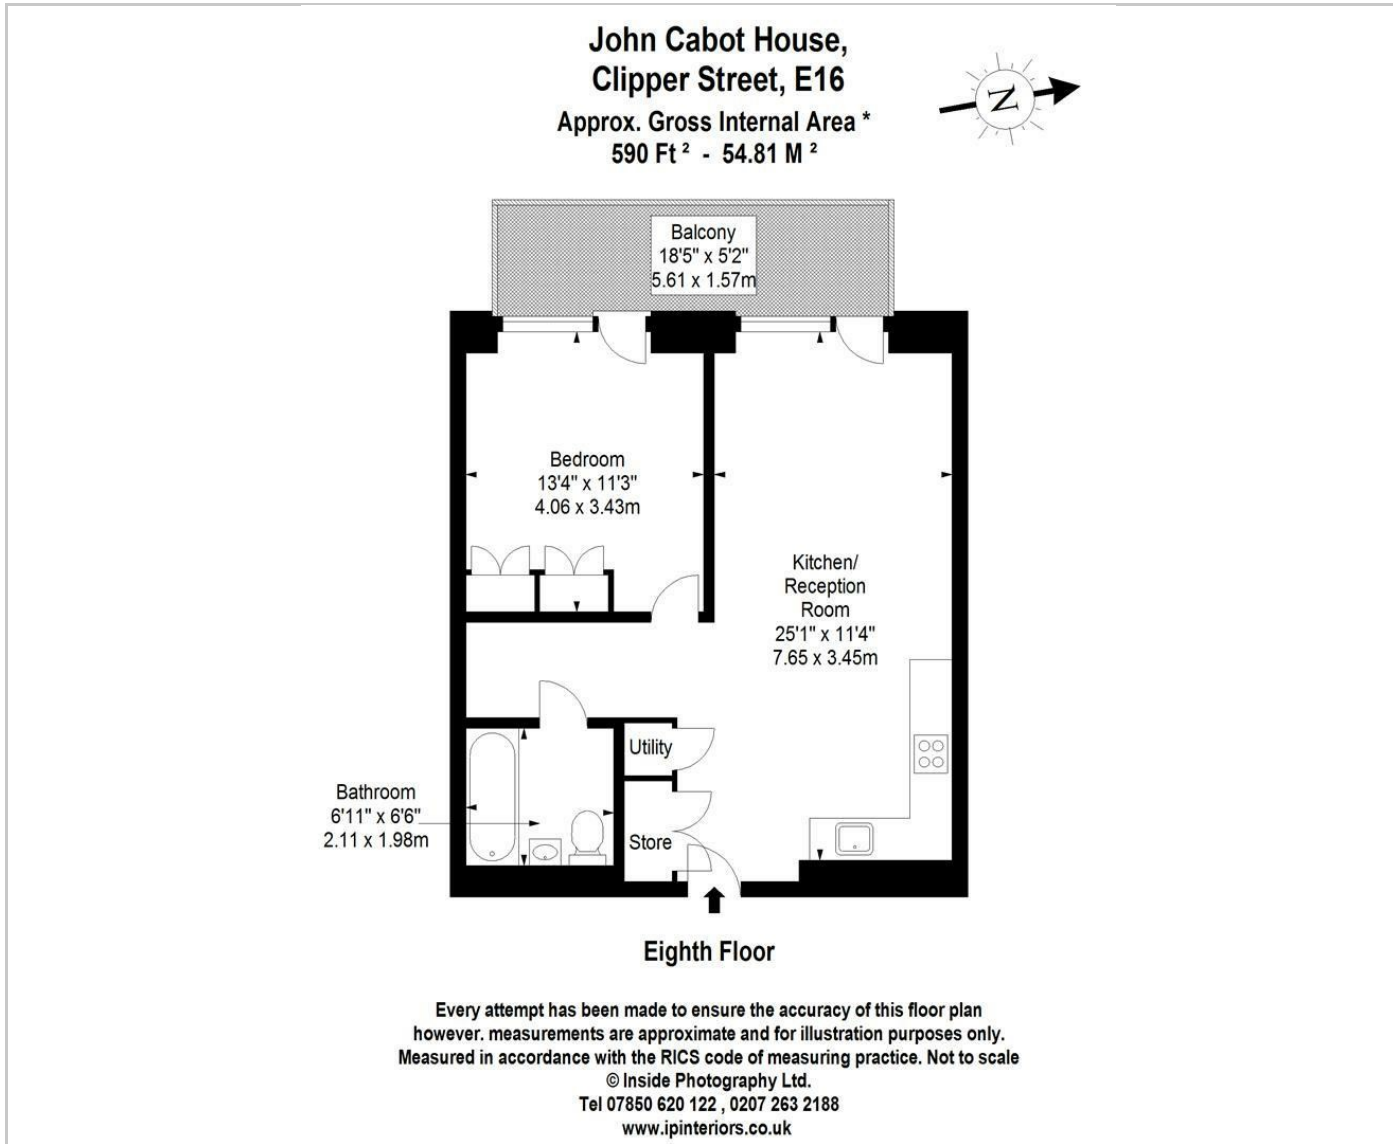 John Cabot House,
Clipper Street, E16
Approx. Gross Internal Area *
590 Ft ² - 54.81 M ²
N
Balcony
18'5" x 5'2"
5.61 x 1.57m
Bedroom
13'4" x 11'3"
4.06 x 3.43m
Kitchen/
Reception
Room
25'1" x 11'4"
7.65 x 3.45m
Utility
Bathroom
6'11" x 6'6"
2.11 x 1.98m
Store
Eighth Floor
Every attempt has been made to ensure the accuracy of this floor plan
however. measurements are approximate and for illustration purposes only.
Measured in accordance with the RICS code of measuring practice. Not to scale
© Inside Photography Ltd.
Tel 07850 620 122 , 0207 263 2188
www.ipinteriors.co.uk